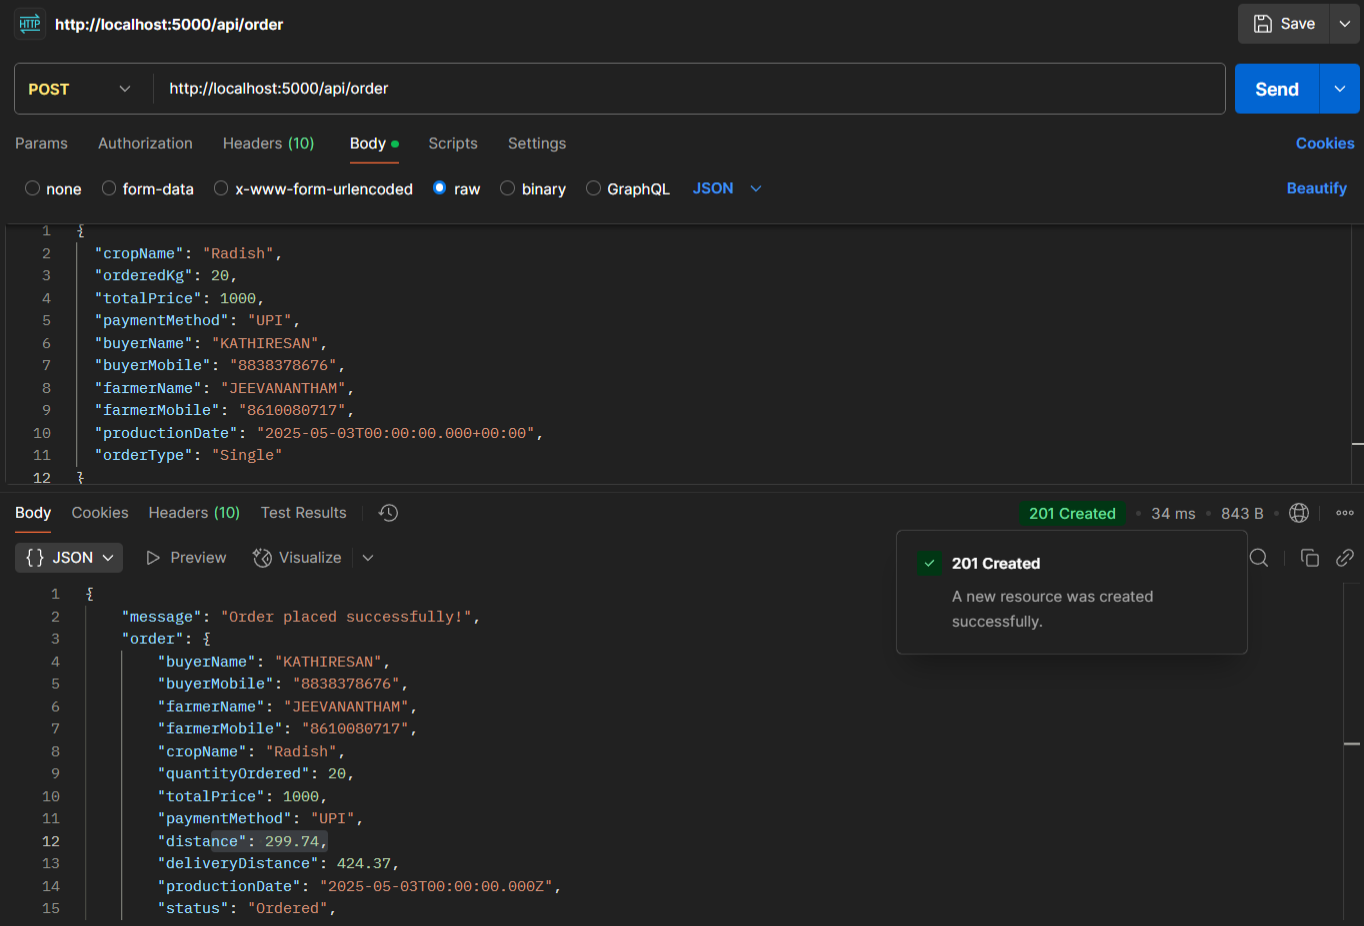 HTTP http://localhost:5000/api/order Save
POST http://localhost:5000/api/order Send
Params Authorization Headers (10) Body Scripts Settings Cookies
none form-data x-www-form-urlencoded raw binary GraphQL JSON Beautify
1 {
2 "cropName": "Radish",
3 "orderedKg": 20,
4 "totalPrice": 1000,
5 "paymentMethod": "UPI",
6 "buyerName": "KATHIRESAN",
7 "buyerMobile": "8838378676",
8 "farmerName": "JEEVANANTHAM",
9 "farmerMobile": "8610080717",
10 "productionDate": "2025-05-03T00:00:00.000+00:00",
11 "orderType": "Single"
12 }
Body Cookies Headers (10) Test Results 201 Created • 34 ms • 843 B •
{} JSON Preview Visualize
201 Created
A new resource was created
successfully.
1 {
2 "message": "Order placed successfully!",
3 "order": {
4 "buyerName": "KATHIRESAN",
5 "buyerMobile": "8838378676",
6 "farmerName": "JEEVANANTHAM",
7 "farmerMobile": "8610080717",
8 "cropName": "Radish",
9 "quantityOrdered": 20,
10 "totalPrice": 1000,
11 "paymentMethod": "UPI",
12 "distance": 299.74,
13 "deliveryDistance": 424.37,
14 "productionDate": "2025-05-03T00:00:00.000Z",
15 "status": "Ordered",